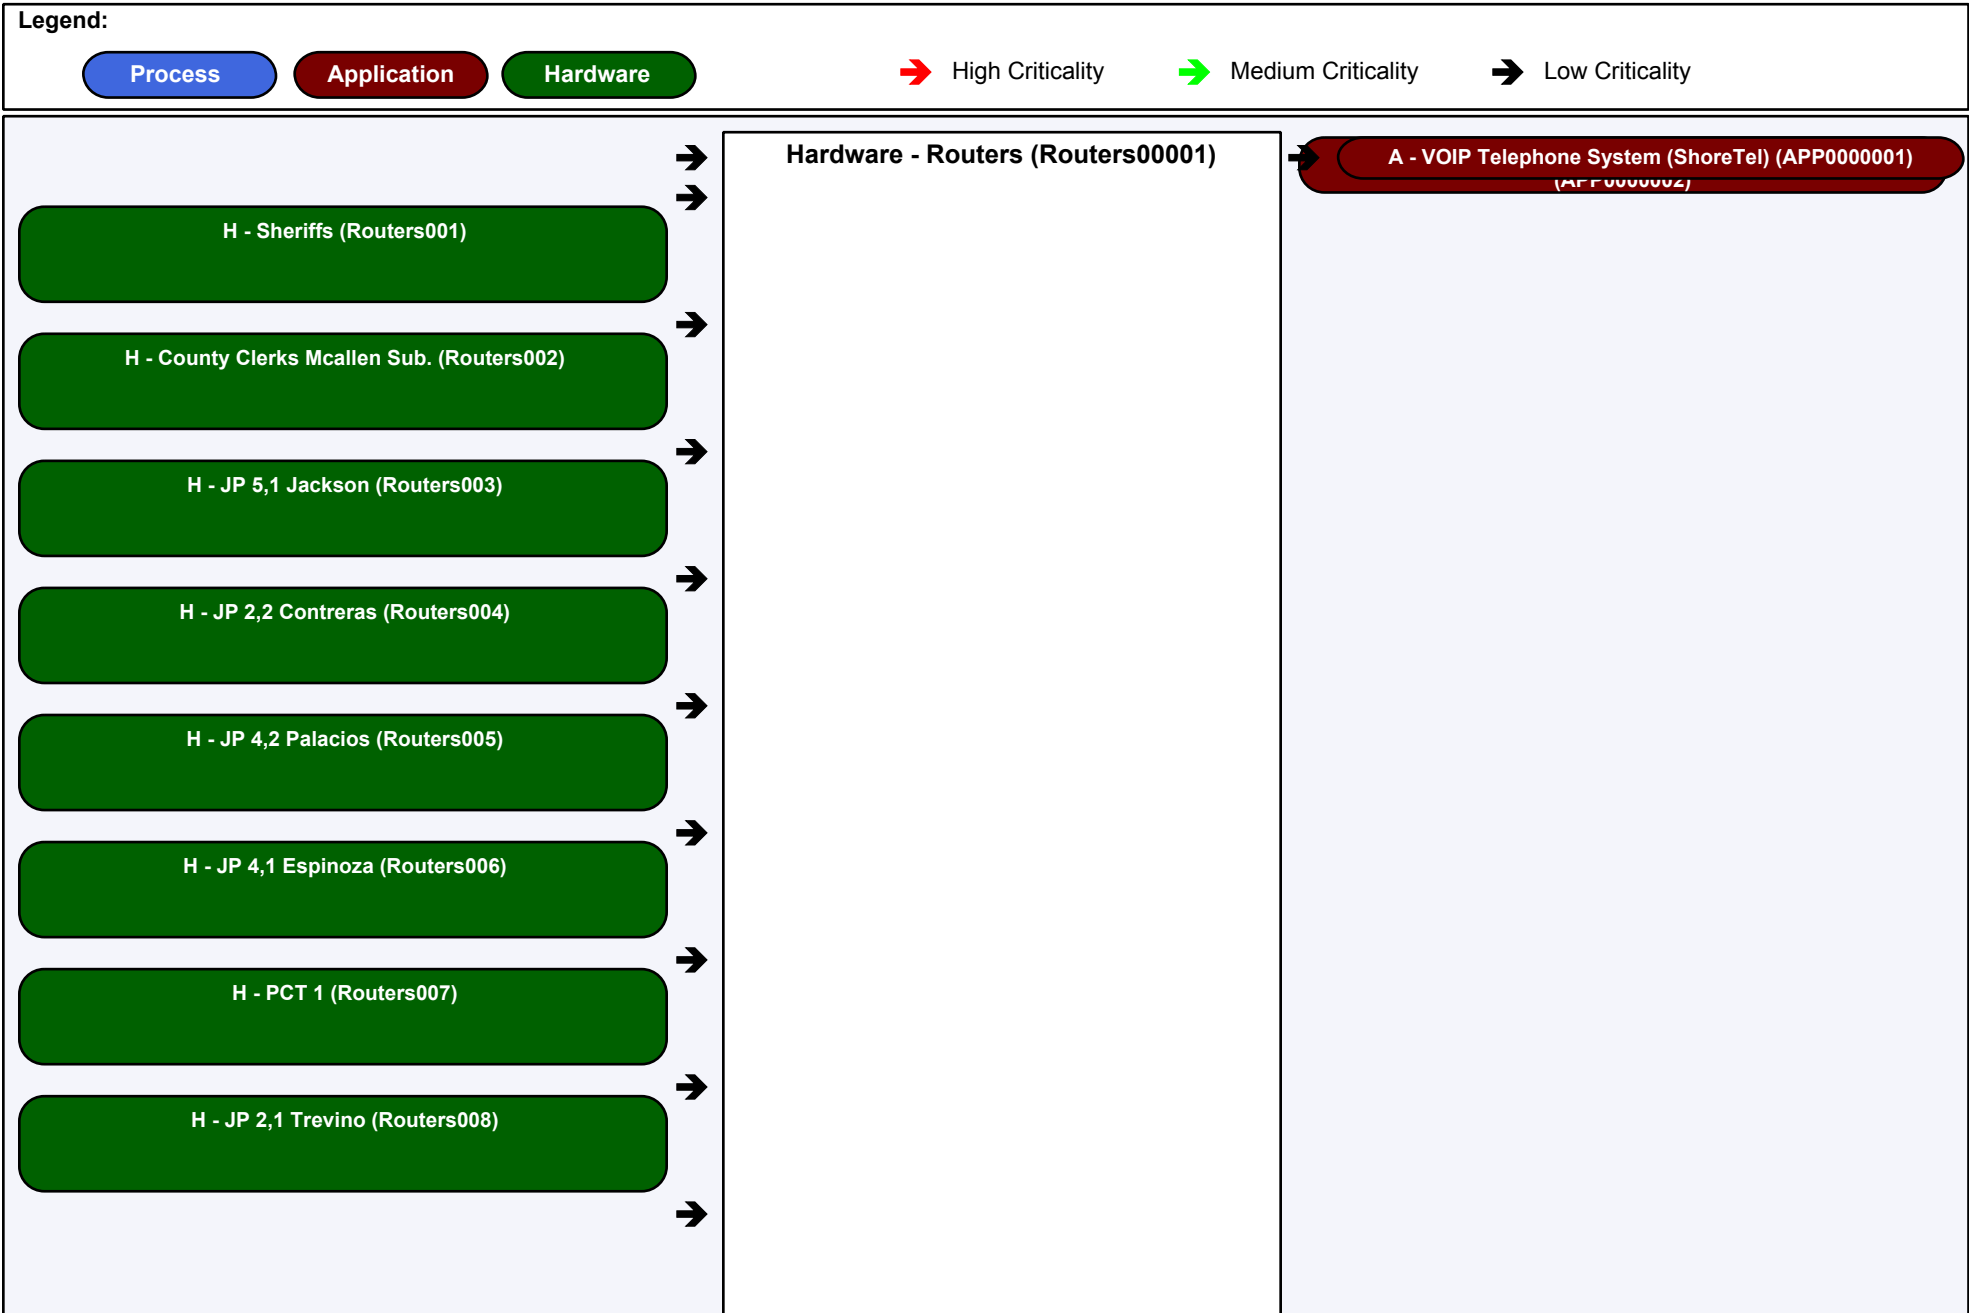 Legend:
Process
Application
Hardware
High Criticality
Medium Criticality
Low Criticality
Hardware - Routers (Routers00001)
A - VOIP Telephone System (ShoreTel) (APP0000001)
(APP0000002)
H - Sheriffs (Routers001)
H - County Clerks Mcallen Sub. (Routers002)
H - JP 5,1 Jackson (Routers003)
H - JP 2,2 Contreras (Routers004)
H - JP 4,2 Palacios (Routers005)
H - JP 4,1 Espinoza (Routers006)
H - PCT 1 (Routers007)
H - JP 2,1 Trevino (Routers008)